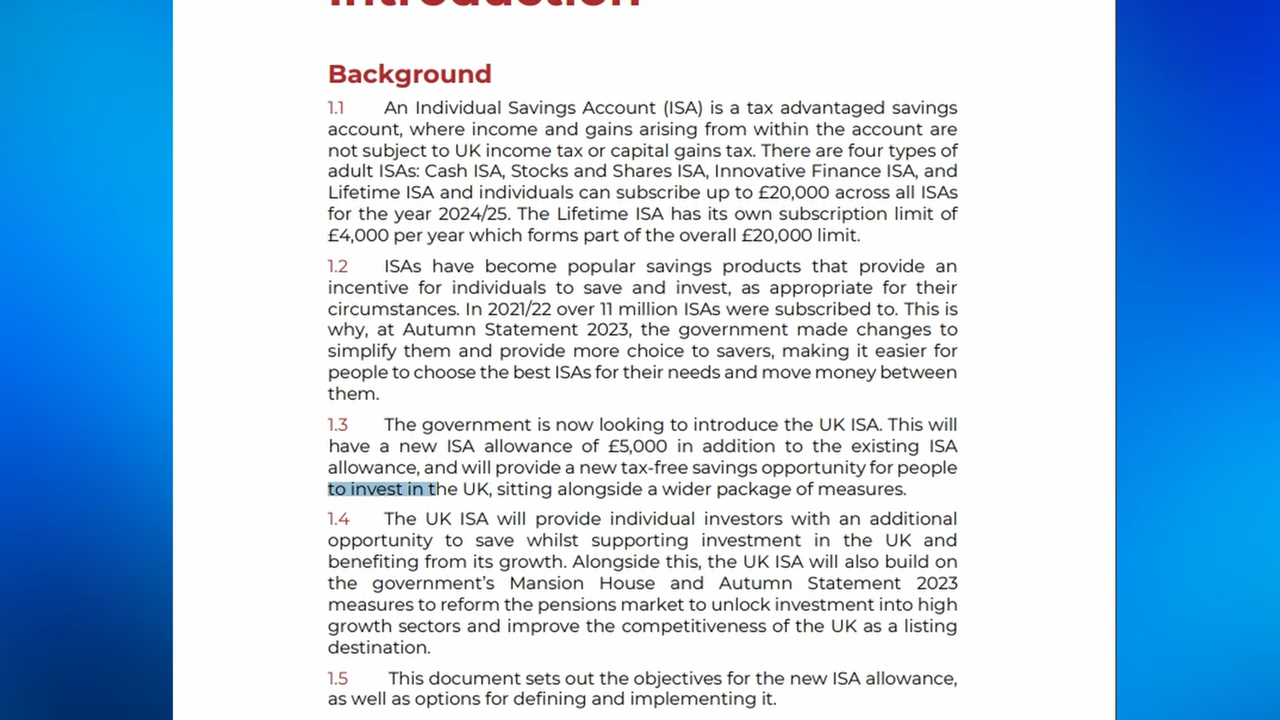 Introduction
Background
1.1 An Individual Savings Account (ISA) is a tax advantaged savings
account, where income and gains arising from within the account are
not subject to UK income tax or capital gains tax. There are four types of
adult ISAs: Cash ISA, Stocks and Shares ISA, Innovative Finance ISA, and
Lifetime ISA and individuals can subscribe up to £20,000 across all ISAs
for the year 2024/25. The Lifetime ISA has its own subscription limit of
£4,000 per year which forms part of the overall £20,000 limit.
1.2 ISAs have become popular savings products that provide an
incentive for individuals to save and invest, as appropriate for their
circumstances. In 2021/22 over 11 million ISAs were subscribed to. This is
why, at Autumn Statement 2023, the government made changes to
simplify them and provide more choice to savers, making it easier for
people to choose the best ISAs for their needs and move money between
them.
1.3 The government is now looking to introduce the UK ISA. This will
have a new ISA allowance of £5,000 in addition to the existing ISA
allowance, and will provide a new tax-free savings opportunity for people
to invest in the UK, sitting alongside a wider package of measures.
1.4 The UK ISA will provide individual investors with an additional
opportunity to save whilst supporting investment in the UK and
benefiting from its growth. Alongside this, the UK ISA will also build on
the government's Mansion House and Autumn Statement 2023
measures to reform the pensions market to unlock investment into high
growth sectors and improve the competitiveness of the UK as a listing
destination.
1.5 This document sets out the objectives for the new ISA allowance,
as well as options for defining and implementing it.